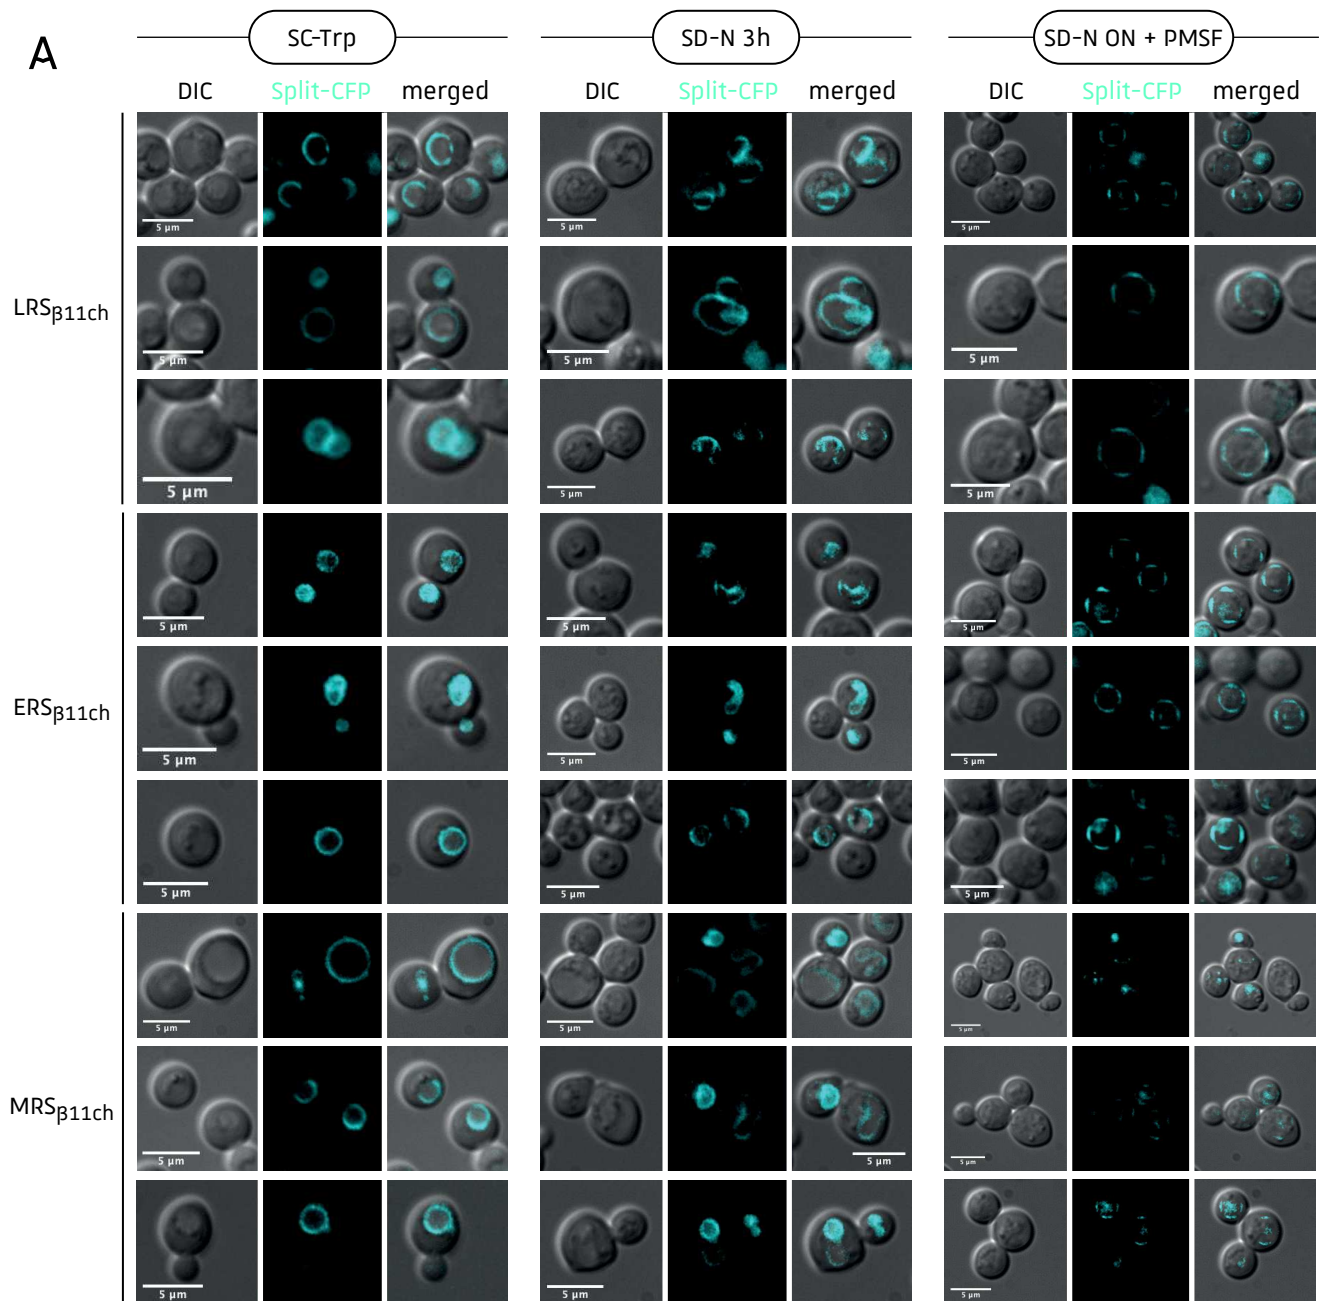 A
SC-Trp SD-N 3h SD-N ON + PMSF
DIC Split-CFP merged DIC Split-CFP merged DIC Split-CFP merged
5 µm 5 µm 5 µm
LRSβ11ch
5 µm 5 µm 5 µm
5 µm 5 µm 5 µm
5 µm 5 µm 5 µm
ERSβ11ch
5 µm 5 µm 5 µm
5 µm 5 µm 5 µm
5 µm 5 µm 5 µm
MRSβ11ch
5 µm 5 µm 5 µm
5 µm 5 µm 5 µm